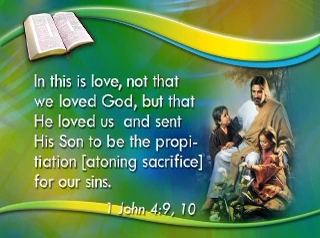 In this is love, not that
we loved God, but that
He loved us and sent
His Son to be the propi-
tiation [atoning sacrifice]
for our sins.
1 John 4:9, 10